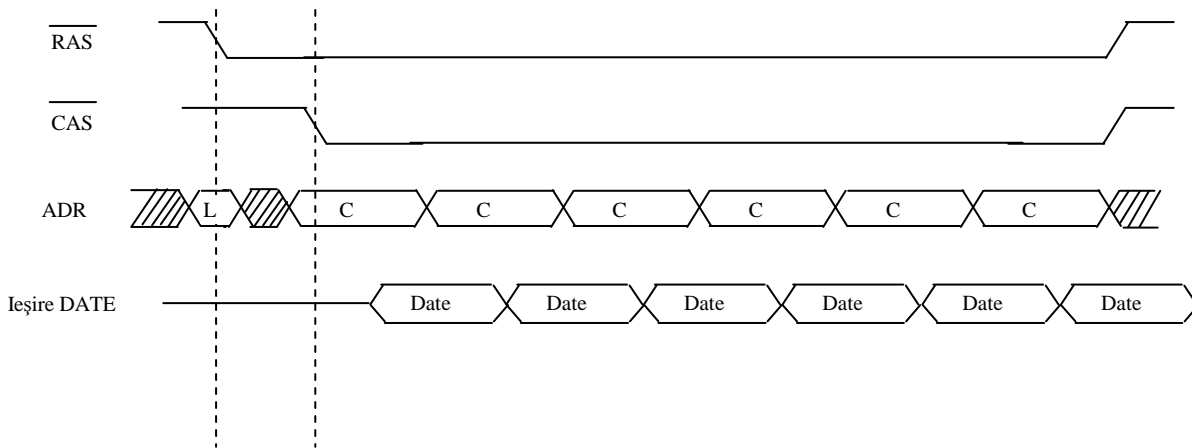 RAS
CAS
ADR L C C C C C C
Ieşire DATE Date Date Date Date Date Date